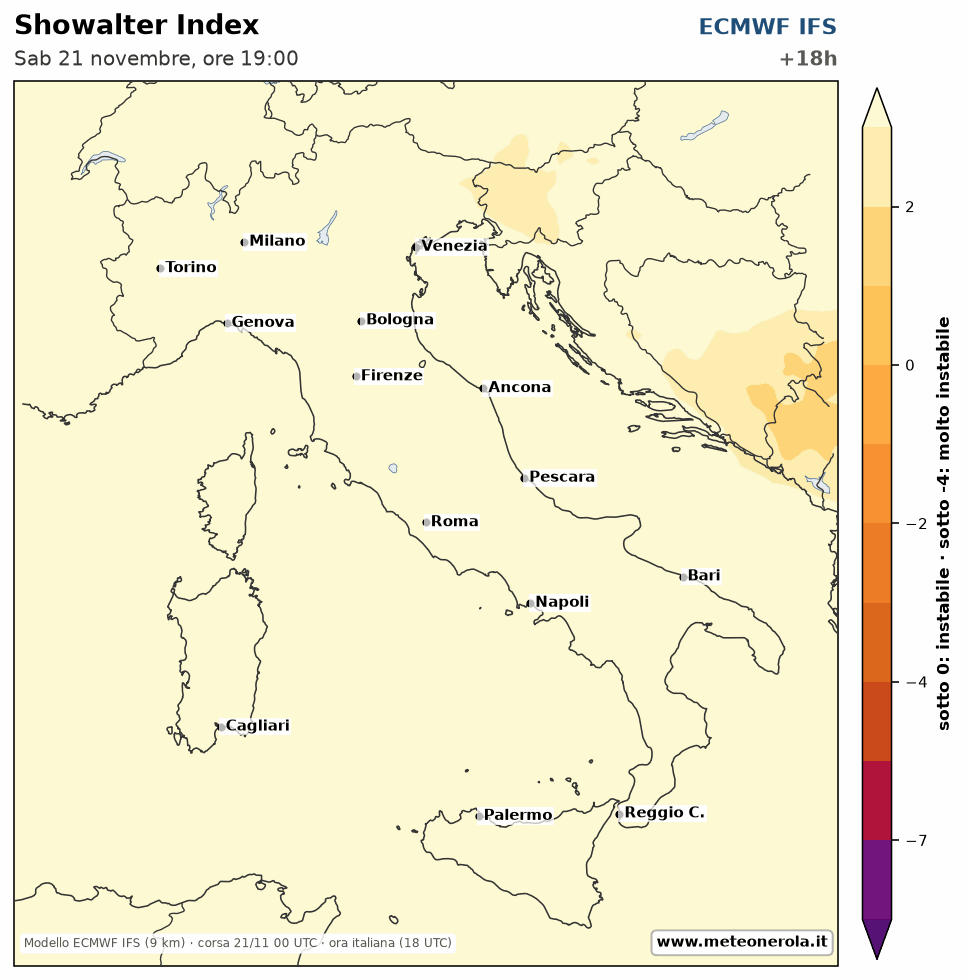 Showalter Index
ECMWF IFS
Sab 21 novembre, ore 19:00
+18h
Milano
Venezia
Torino
Genova
Bologna
Firenze
Ancona
Pescara
Roma
Bari
Napoli
Cagliari
Palermo
Reggio C.
2
0
−2
−4
−7
sotto 0: instabile · sotto -4: molto instabile
Modello ECMWF IFS (9 km) · corsa 21/11 00 UTC · ora italiana (18 UTC)
www.meteonerola.it